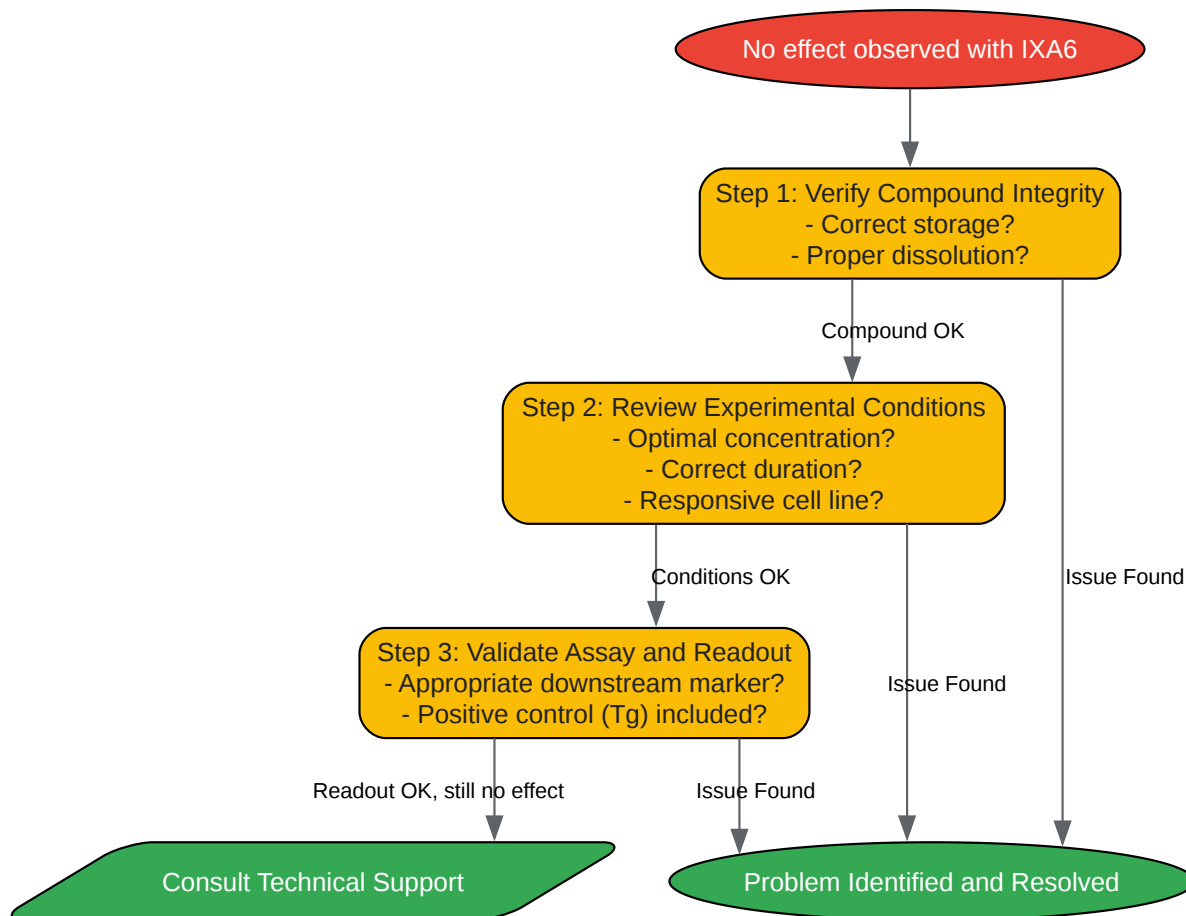 No effect observed with IXA6
Step 1: Verify Compound Integrity
- Correct storage?
- Proper dissolution?
Compound OK
Step 2: Review Experimental Conditions
- Optimal concentration?
- Correct duration?
- Responsive cell line?
Conditions OK
Issue Found
Step 3: Validate Assay and Readout
- Appropriate downstream marker?
- Positive control (Tg) included?
Issue Found
Readout OK, still no effect
Issue Found
Consult Technical Support
Problem Identified and Resolved